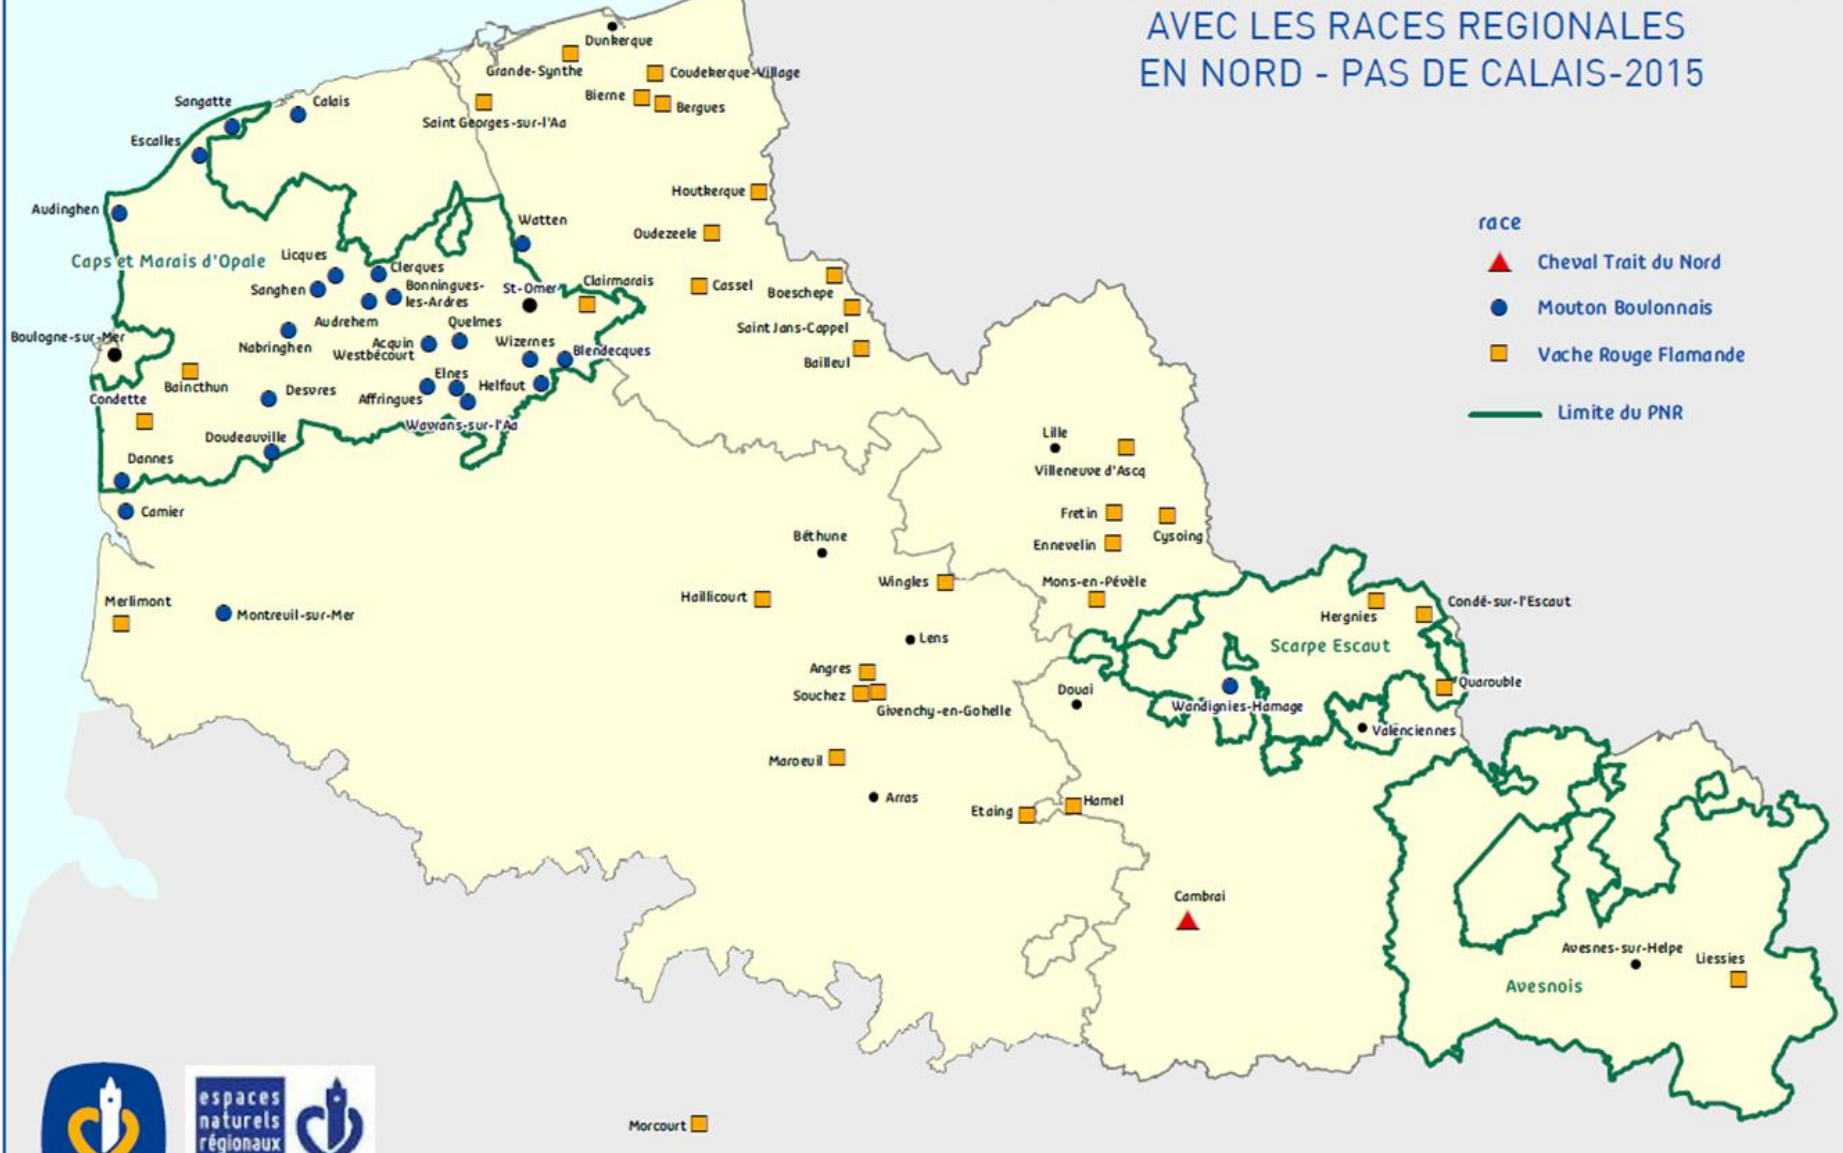 AVEC LES RACES REGIONALES
EN NORD - PAS DE CALAIS-2015
Dunkerque
Grande-Synthe
Coudekerque-Village
Bierne
Bergues
Sangatte
Calais
Saint Georges-sur-l'Aa
Escalles
Houtkerque
Audinghen
Watten
Oudezeele
race
Cheval Trait du Nord
Mouton Boulonnais
Vache Rouge Flamande
Limite du PNR
Caps et Marais d'Opale
Licques
Clerques
Sanghen
Bonningues-
les-Ardres
St-Omer
Clairmarais
Cassel
Boeschepe
Audrehem
Quelmes
Saint Jans-Cappel
Boulogne-sur-Mer
Nabringhen
Acquin
Westbécourt
Wizernes
Blendecques
Bailleul
Baincthun
Elnes
Helfaut
Desvres
Affringues
Condette
Wavrans-sur-l'Aa
Doudeauville
Lille
Dannes
Villeneuve d'Ascq
Camier
Fretin
Cysoing
Béthune
Ennevelin
Wingles
Mons-en-Pévèle
Merlimont
Montreuil-sur-Mer
Haillicourt
Hergnies
Condé-sur-l'Escaut
Lens
Scarpe Escaut
Angres
Souchez
Givenchy-en-Gohelle
Douai
Quarouble
Wandignies-Hamage
Valenciennes
Maroeuil
Arras
Etaing
Hamel
Cambrai
Avesnes-sur-Helpe
Liessies
Avesnois
espaces
naturels
régionaux
Morcourt